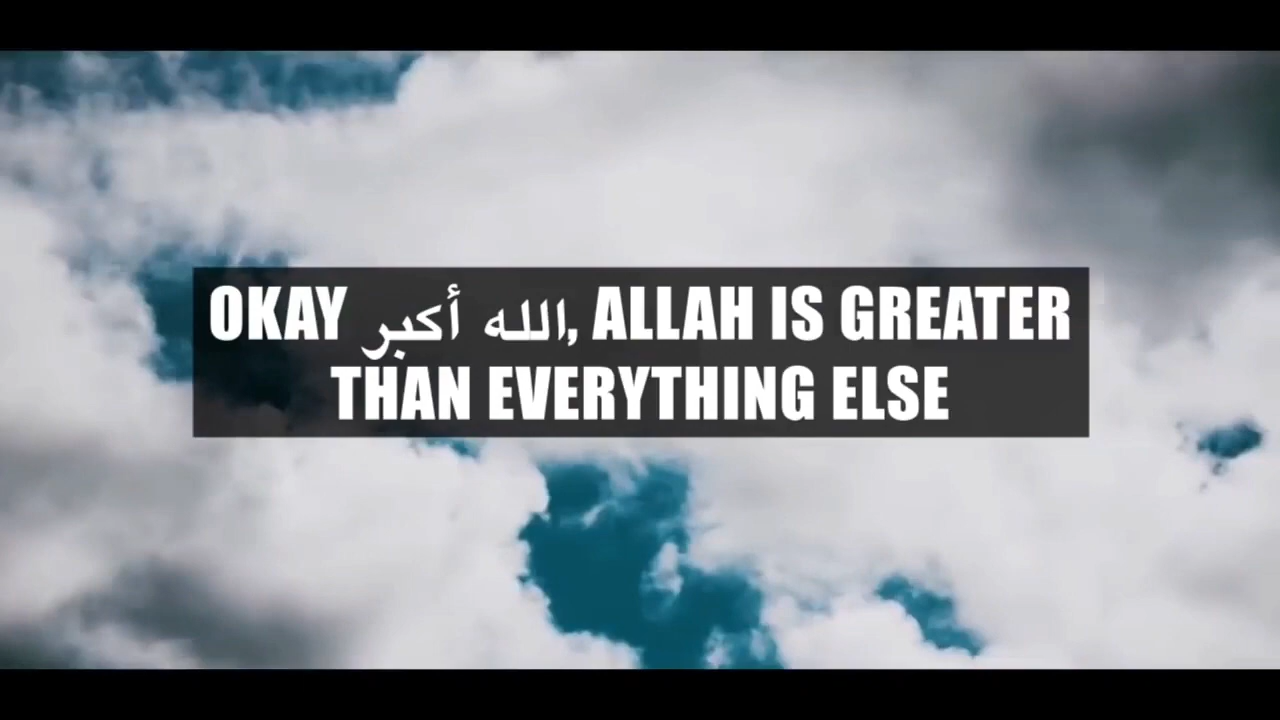 OKAY الله أكبر, ALLAH IS GREATER
THAN EVERYTHING ELSE